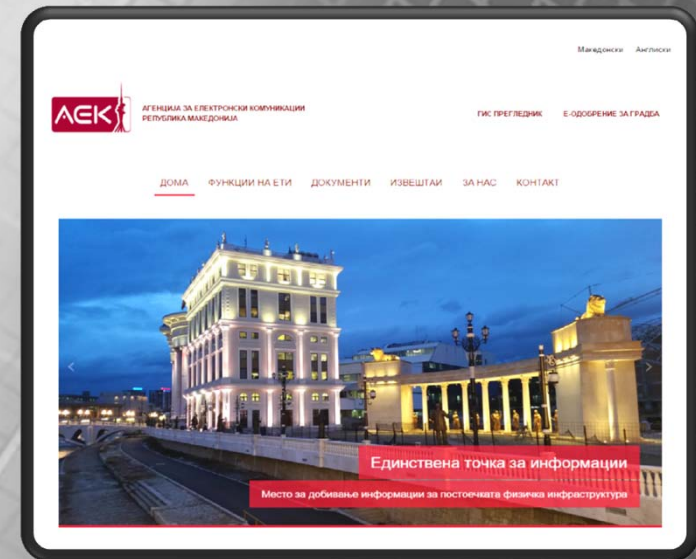 Македонски Англиски
АЕК
АГЕНЦИЈА ЗА ЕЛЕКТРОНСКИ КОМУНИКАЦИИ
РЕПУБЛИКА МАКЕДОНИЈА
ГИС ПРЕГЛЕДНИК Е-ОДОБРЕНИЕ ЗА ГРАДБА
ДОМА ФУНКЦИИ НА ЕТИ ДОКУМЕНТИ ИЗВЕШТАИ ЗА НАС КОНТАКТ
Единствена точка за информации
Место за добивање информации за постоечката физичка инфраструктура